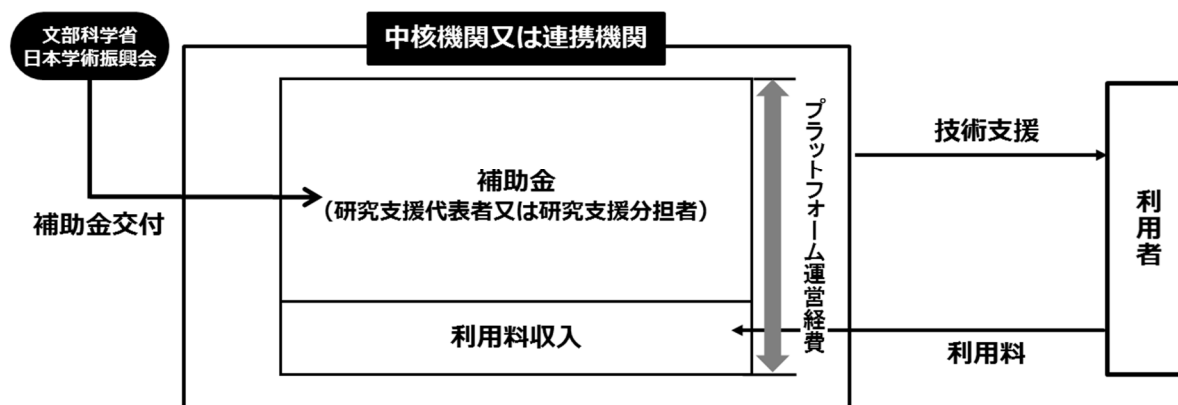 文部科学省
日本学術振興会
中核機関又は連携機関
補助金交付
補助金
（研究支援代表者又は研究支援分担者）
利用料収入
プラットフォーム運営経費
技術支援
利用料
利用者